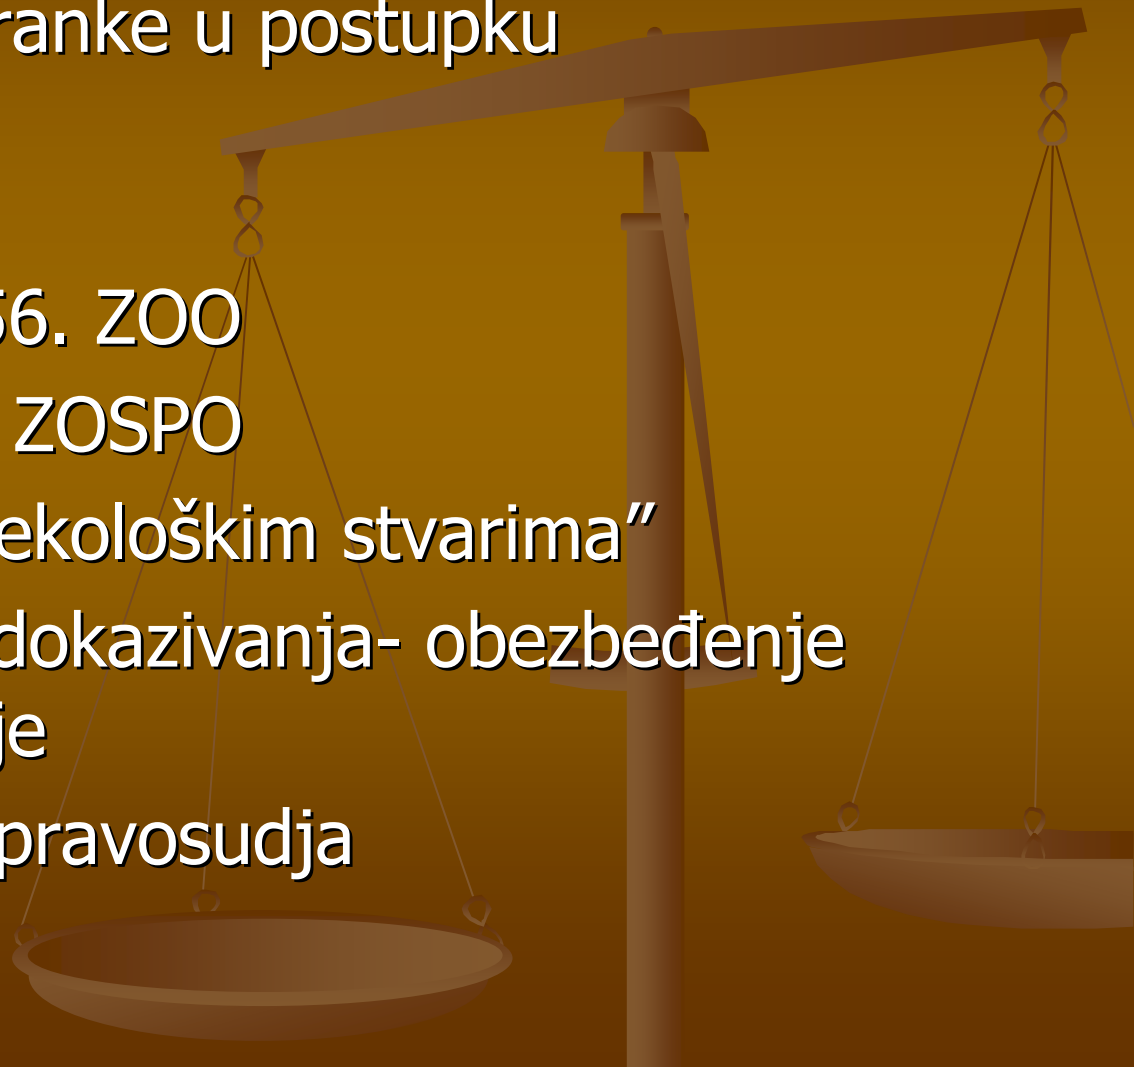 ranke u postupku
56. ZOO
ZOSPO
ekološkim stvarima”
dokazivanja- obezbeđenje
je
pravosudja